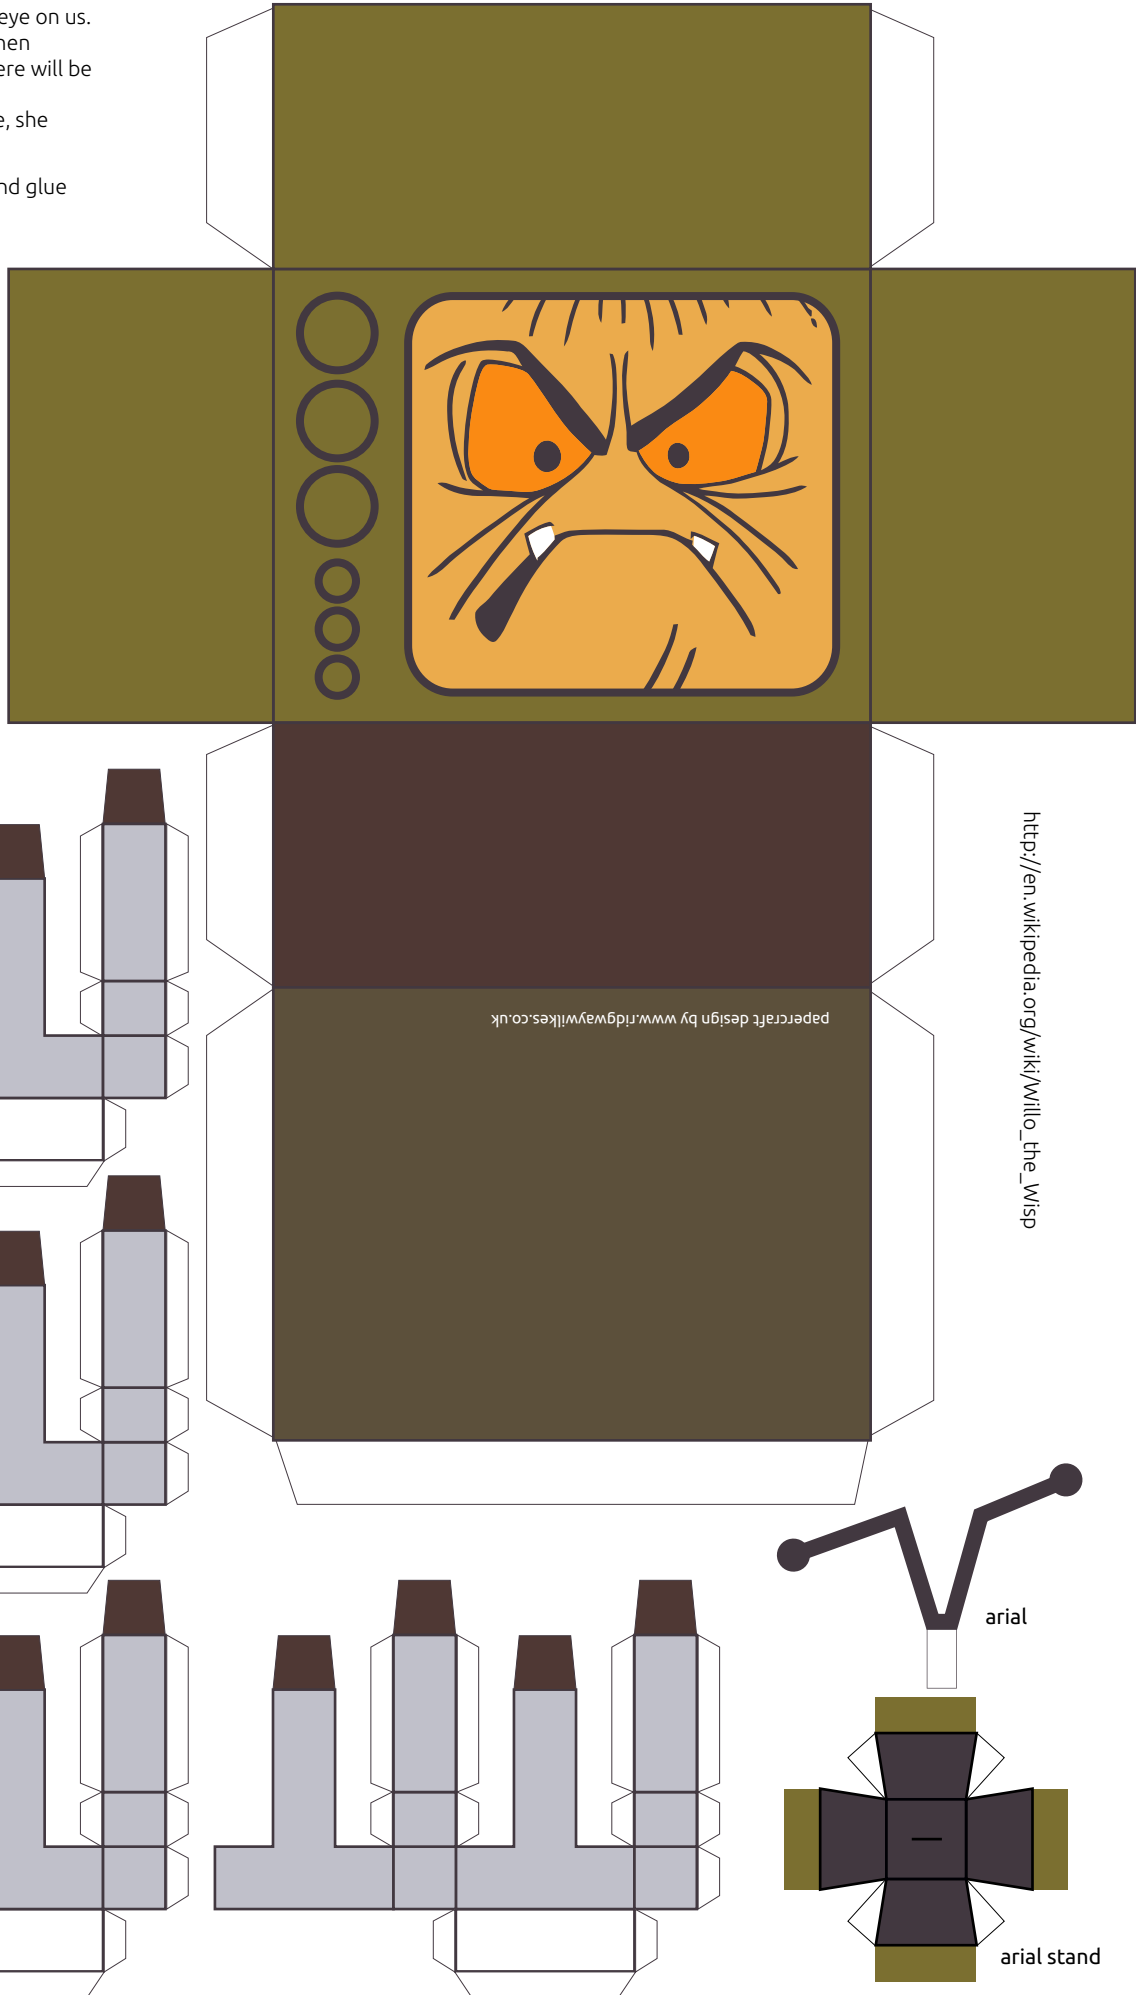 eye on us.
ere will be
e, she
nd glue
http://en.wikipedia.org/wiki/Willo_the_Wisp
papercraft design by www.ridgwaywilkes.co.uk
arial
arial stand